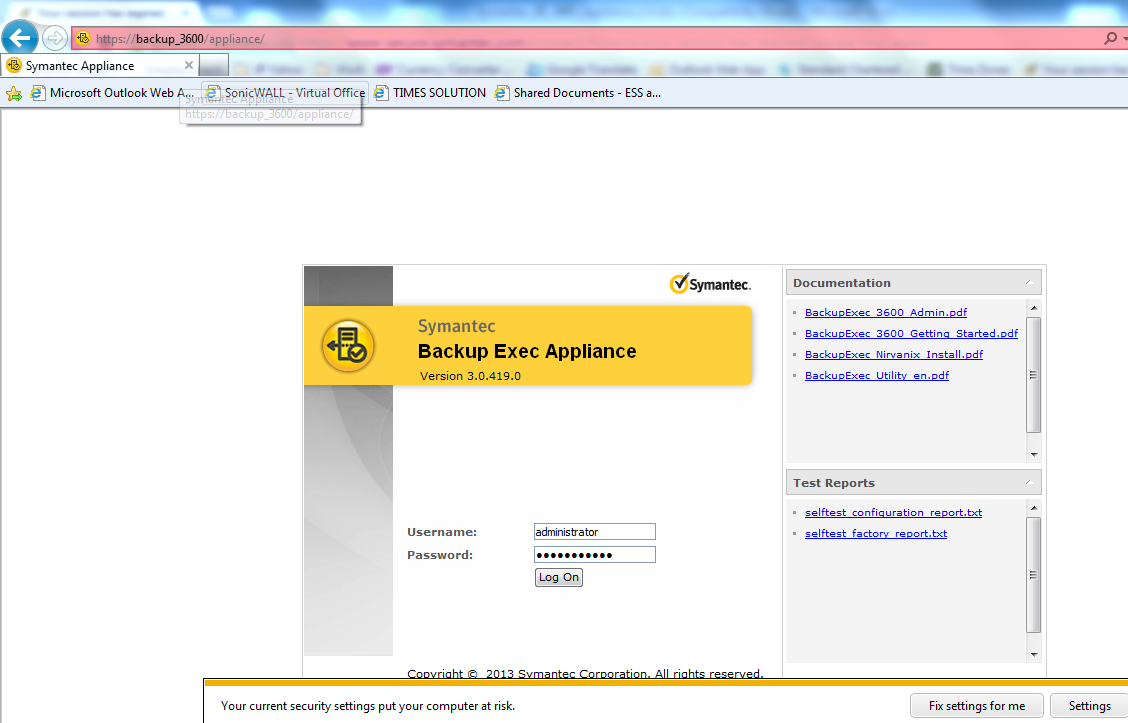 https://backup_3600/appliance/
Symantec Appliance
Microsoft Outlook Web A...
SonicWALL - Virtual Office
TIMES SOLUTION
Shared Documents - ESS a...
Symantec Appliance
https://backup_3600/appliance/
Symantec.
Symantec
Backup Exec Appliance
Version 3.0.419.0
Username:
administrator
Password:
•••••••••••
Log On
Copyright © 2013 Symantec Corporation. All rights reserved.
Documentation
BackupExec_3600_Admin.pdf
BackupExec_3600_Getting_Started.pdf
BackupExec_Nirvanix_Install.pdf
BackupExec_Utility_en.pdf
Test Reports
selftest_configuration_report.txt
selftest_factory_report.txt
Your current security settings put your computer at risk.
Fix settings for me
Settings